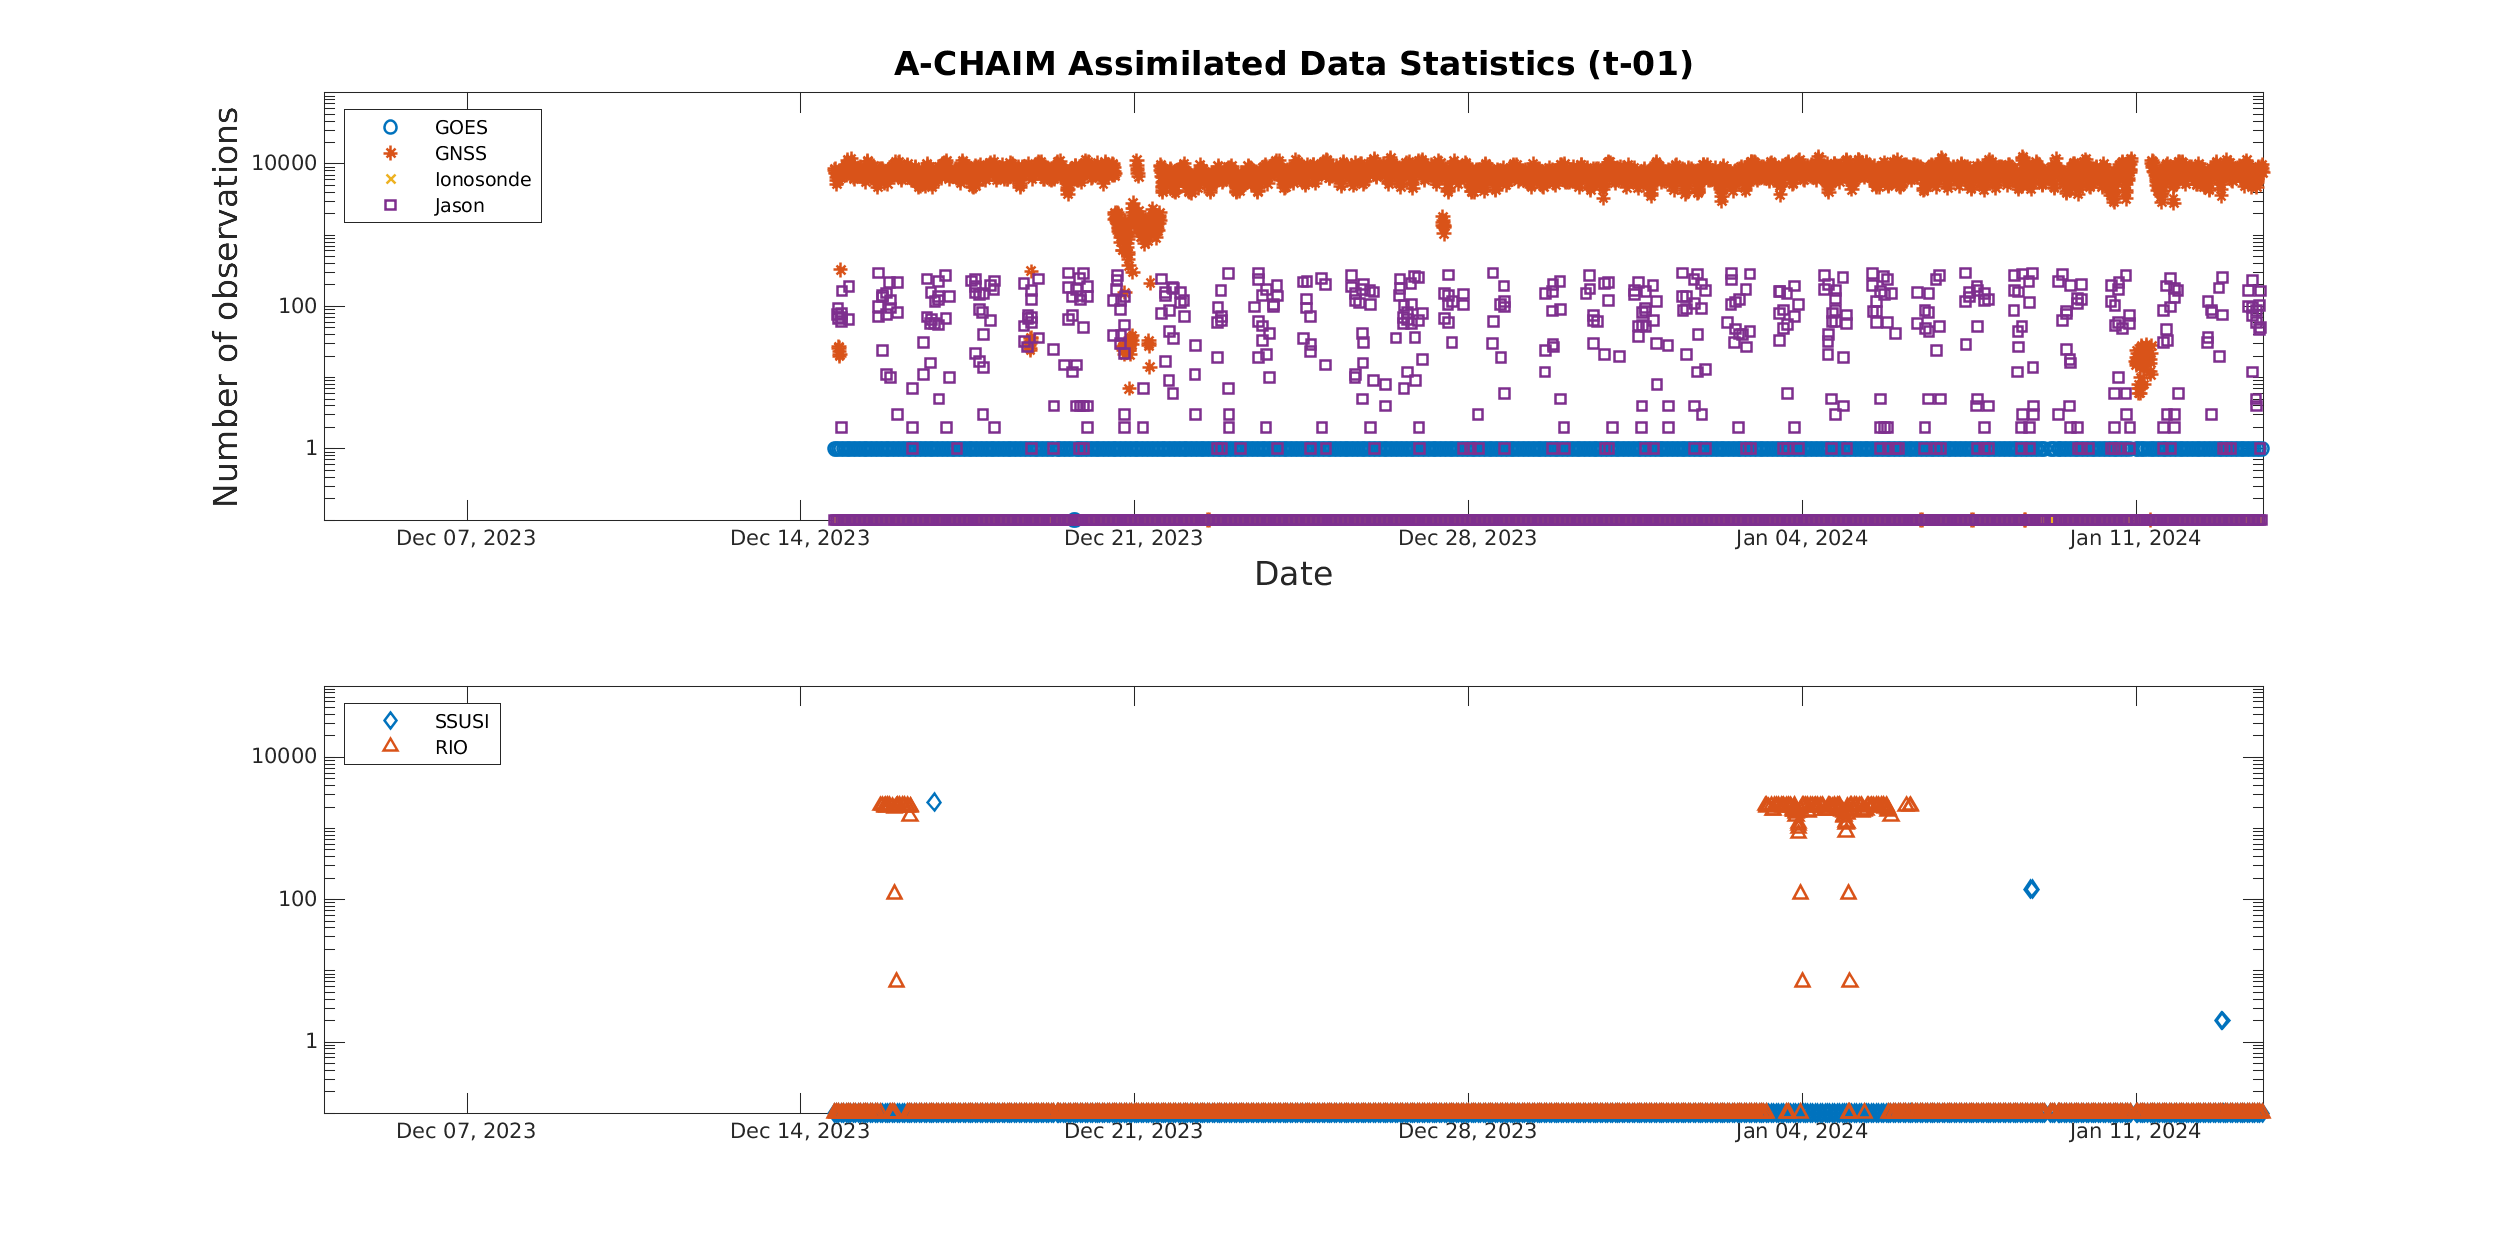 A-CHAIM Assimilated Data Statistics (t-01)
Number of observations
10000
100
1
GOES
GNSS
Ionosonde
Jason
Dec 07, 2023
Dec 14, 2023
Dec 21, 2023
Dec 28, 2023
Jan 04, 2024
Jan 11, 2024
Date
10000
100
1
SSUSI
RIO
Dec 07, 2023
Dec 14, 2023
Dec 21, 2023
Dec 28, 2023
Jan 04, 2024
Jan 11, 2024